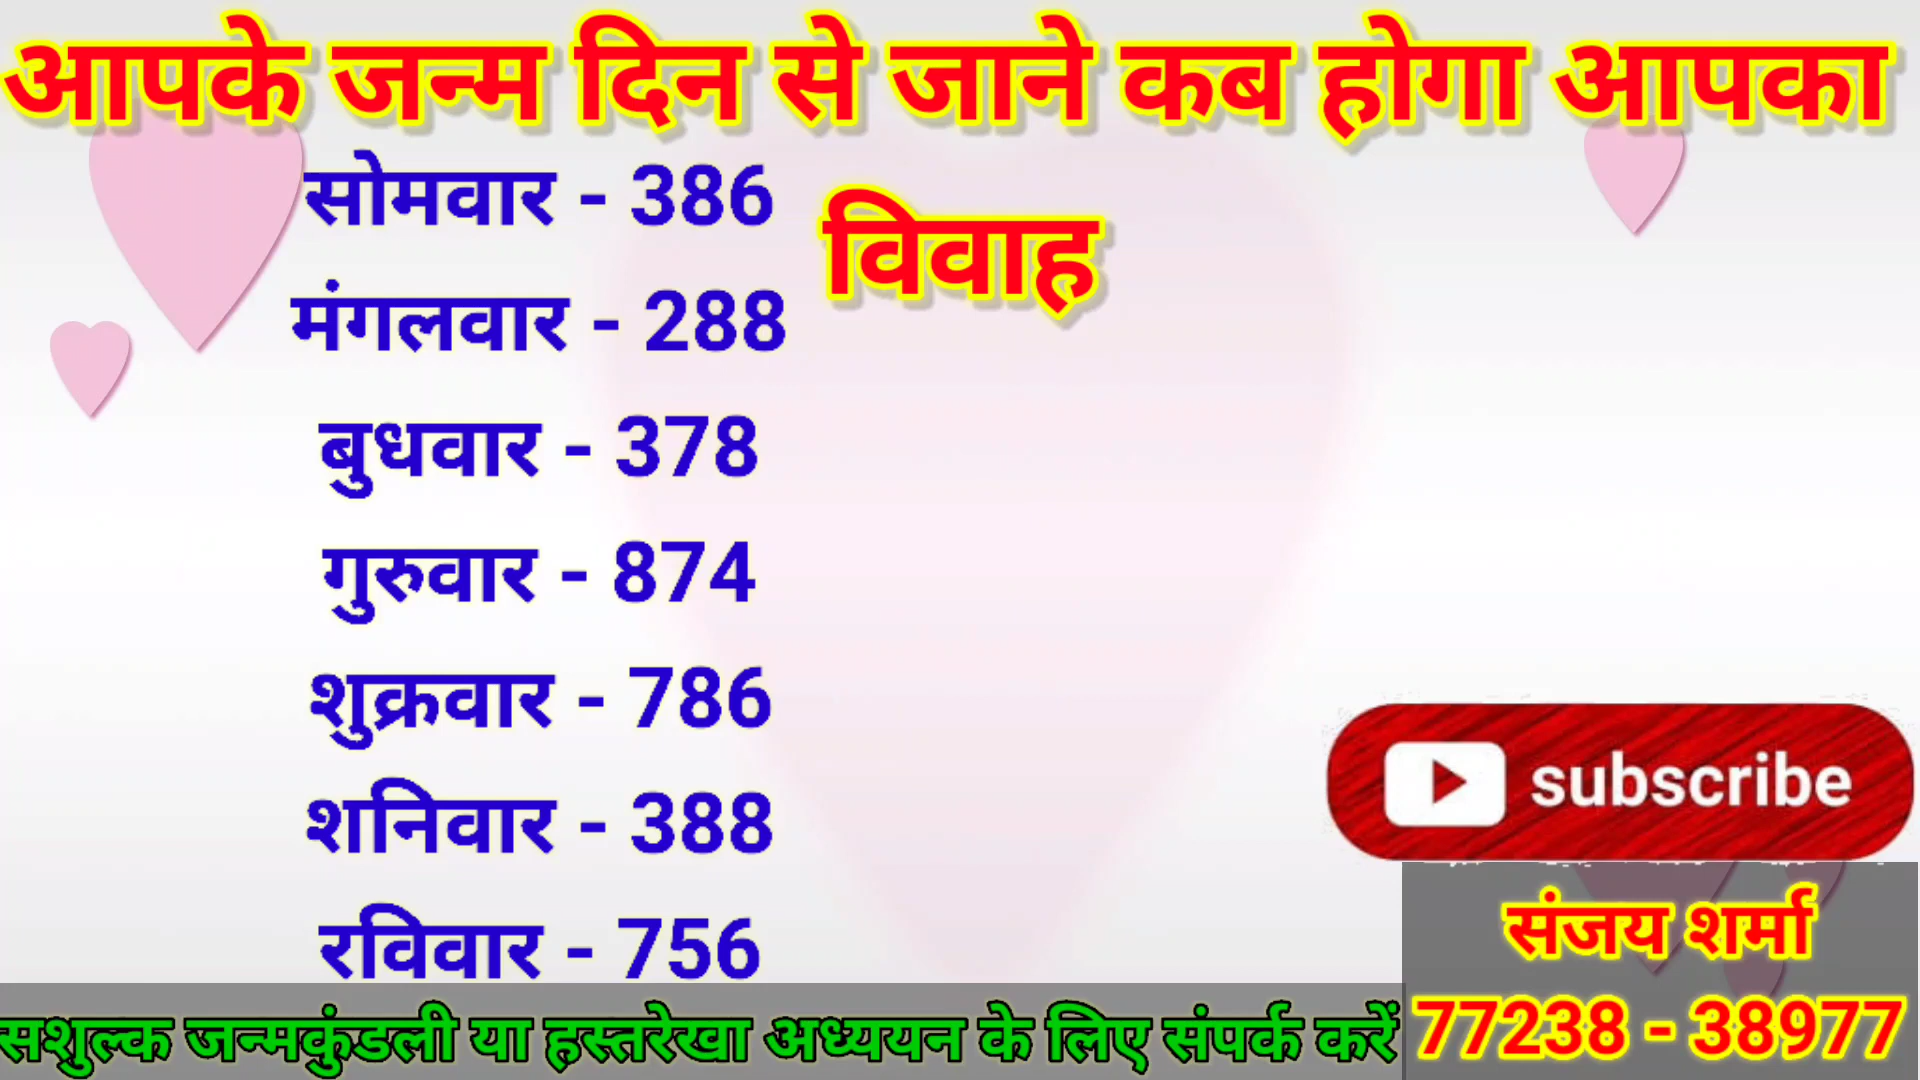 आपके जन्म दिन से जाने कब होगा आपका
विवाह
सोमवार - 386
मंगलवार - 288
बुधवार - 378
गुरुवार - 874
शुक्रवार - 786
शनिवार - 388
रविवार - 756
subscribe
संजय शर्मा
सशुल्क जन्मकुंडली या हस्तरेखा अध्ययन के लिए संपर्क करें
77238 - 38977